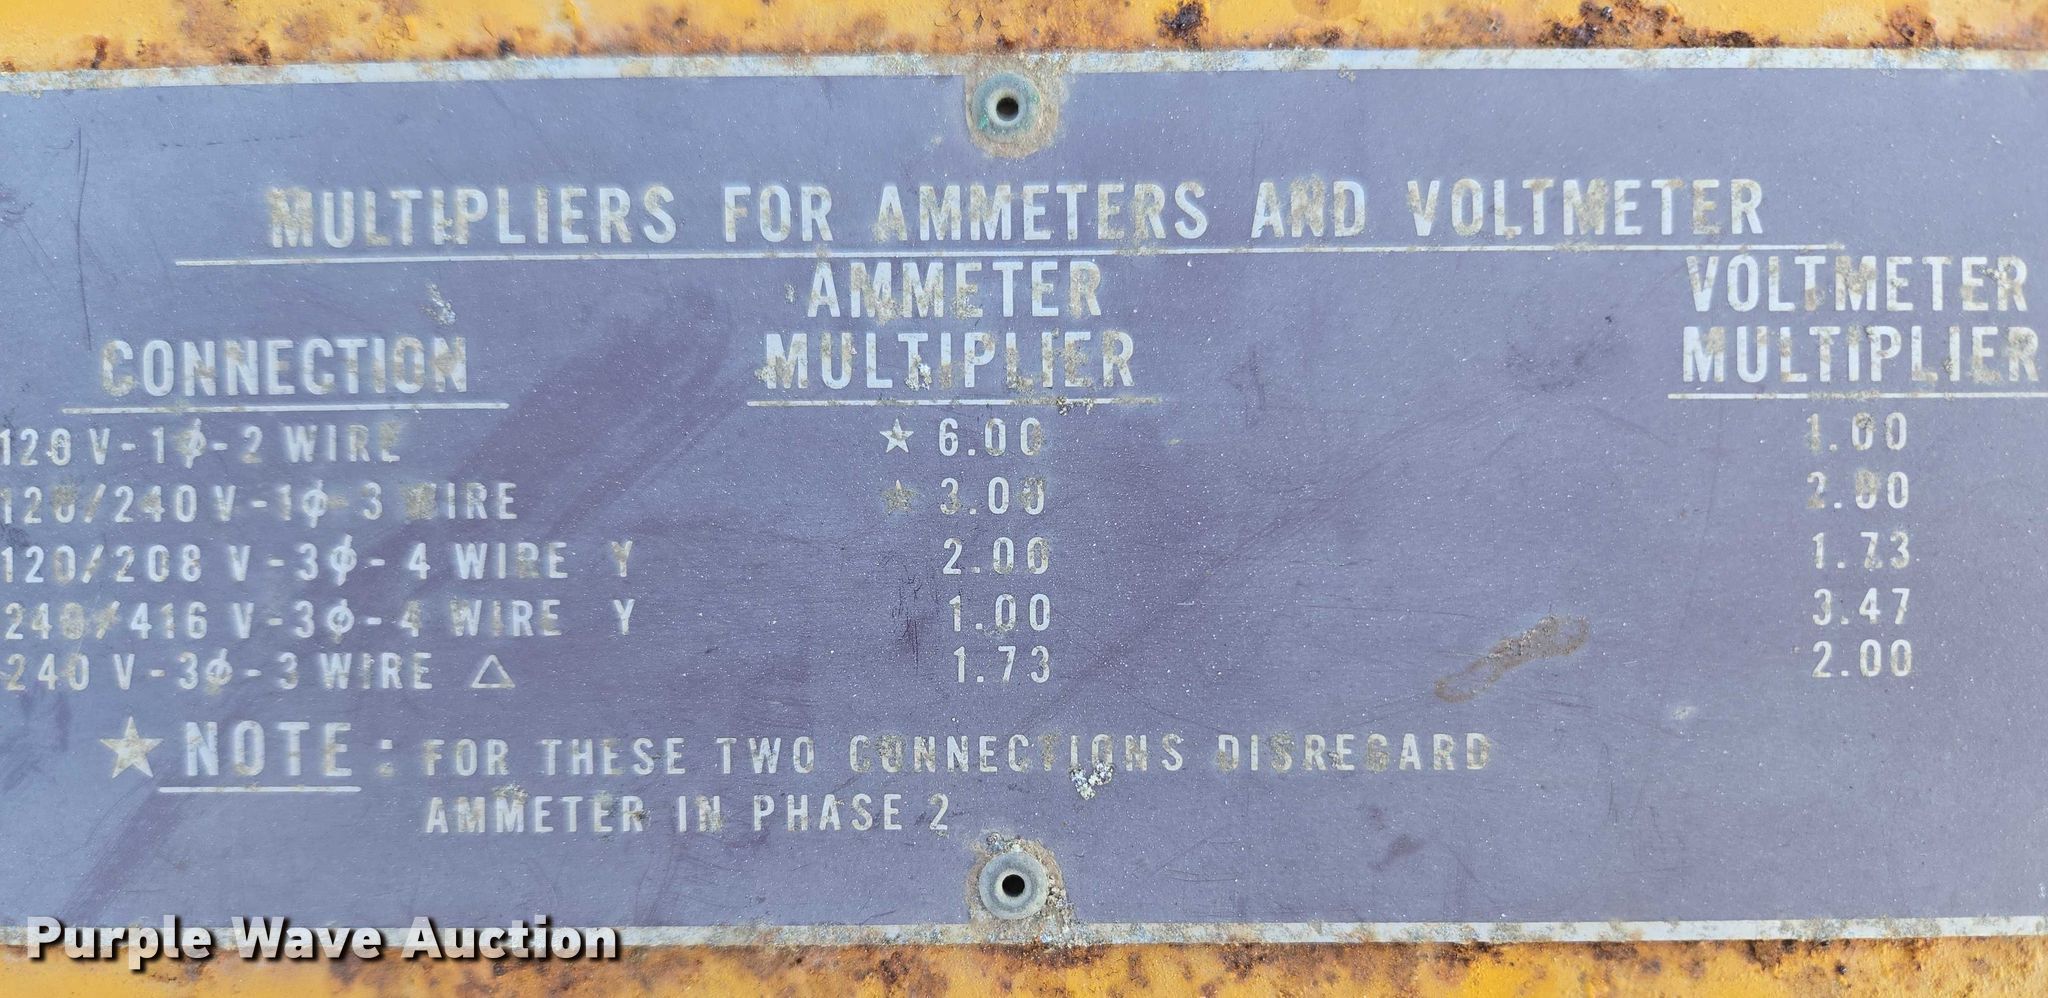 MULTIPLIERS FOR AMMETERS AND VOLTMETER
CONNECTION AMMETER MULTIPLIER VOLTMETER MULTIPLIER
120 V-1ϕ-2 WIRE ★ 6.00 1.00
120/240 V-1ϕ-3 WIRE ★ 3.00 2.00
120/208 V-3ϕ-4 WIRE Y 2.00 1.73
240/416 V-3ϕ-4 WIRE Y 1.00 3.47
240 V-3ϕ-3 WIRE △ 1.73 2.00
★ NOTE: FOR THESE TWO CONNECTIONS DISREGARD
AMMETER IN PHASE 2
Purple Wave Auction